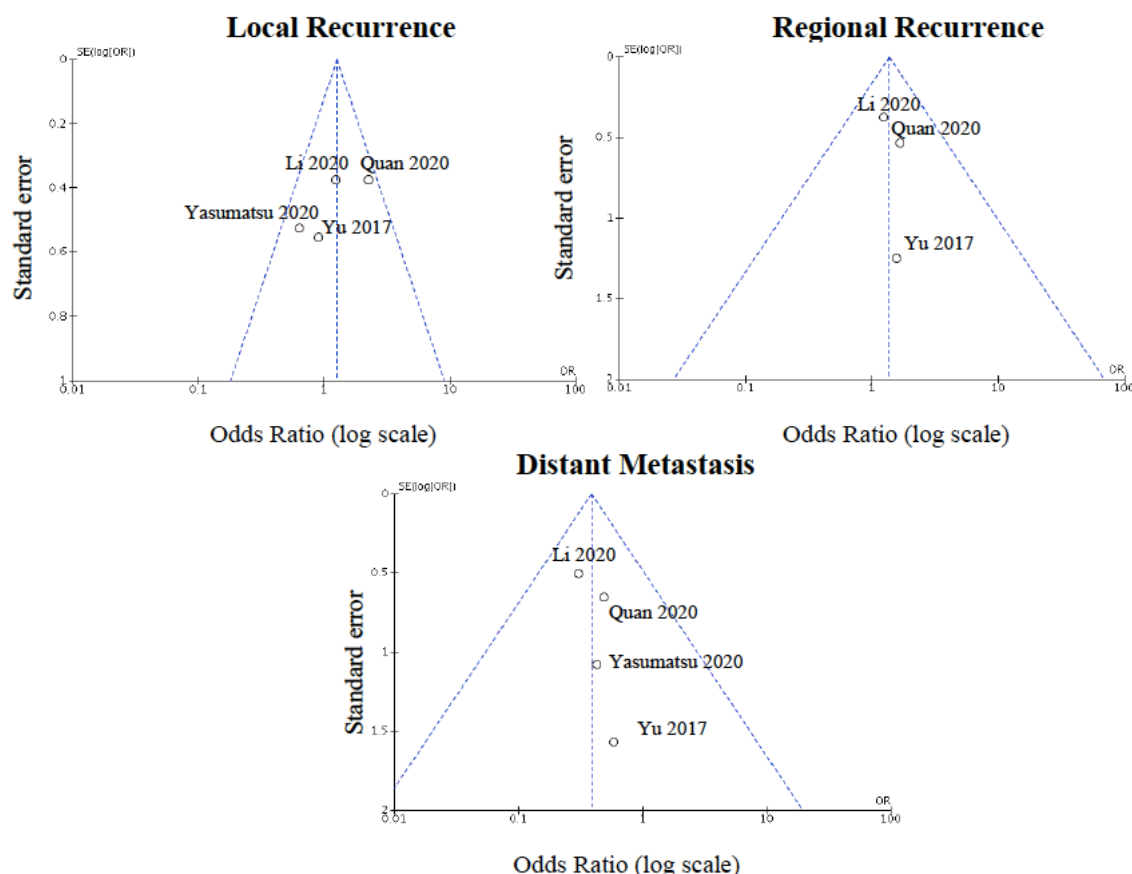 Local Recurrence
SE(log[OR])
0
0.2
0.4
0.6
0.8
1
Standard error
Li 2020
Quan 2020
Yasumatsu 2020
Yu 2017
OR
0.01
0.1
1
10
100
Odds Ratio (log scale)
Regional Recurrence
SE(log[OR])
0
0.5
1
1.5
2
Standard error
Li 2020
Quan 2020
Yu 2017
OR
0.01
0.1
1
10
100
Odds Ratio (log scale)
Distant Metastasis
SE(log[OR])
0
0.5
1
1.5
2
Standard error
Li 2020
Quan 2020
Yasumatsu 2020
Yu 2017
OR
0.01
0.1
1
10
100
Odds Ratio (log scale)